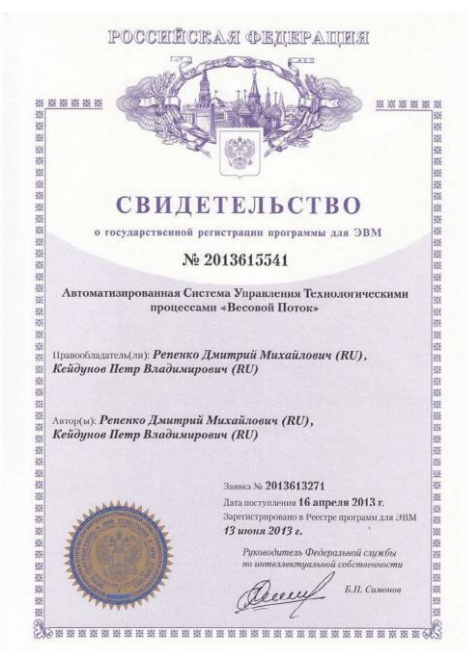 РОССИЙСКАЯ ФЕДЕРАЦИЯ
СВИДЕТЕЛЬСТВО
о государственной регистрации программы для ЭВМ
№ 2013615541
Автоматизированная Система Управления Технологическими
процессами «Весовой Поток»
Правообладатель(ли): Репенко Дмитрий Михайлович (RU),
Кейдунов Петр Владимирович (RU)
Автор(ы): Репенко Дмитрий Михайлович (RU),
Кейдунов Петр Владимирович (RU)
Заявка № 2013613271
Дата поступления 16 апреля 2013 г.
Зарегистрировано в Реестре программ для ЭВМ
13 июня 2013 г.
Руководитель Федеральной службы
по интеллектуальной собственности
Б.П. Симонов